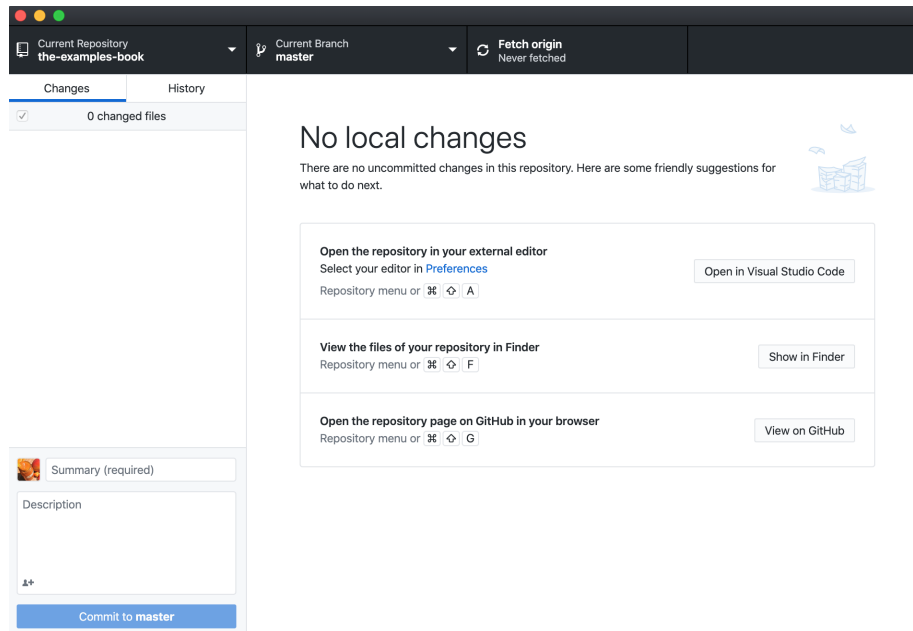 Current Repository
the-examples-book
Current Branch
master
Fetch origin
Never fetched
Changes
History
0 changed files
No local changes
There are no uncommitted changes in this repository. Here are some friendly suggestions for
what to do next.
Open the repository in your external editor
Select your editor in Preferences
Repository menu or ⌘ ⇧ A
Open in Visual Studio Code
View the files of your repository in Finder
Repository menu or ⌘ ⇧ F
Show in Finder
Open the repository page on GitHub in your browser
Repository menu or ⌘ ⇧ G
View on GitHub
Summary (required)
Description
Commit to master